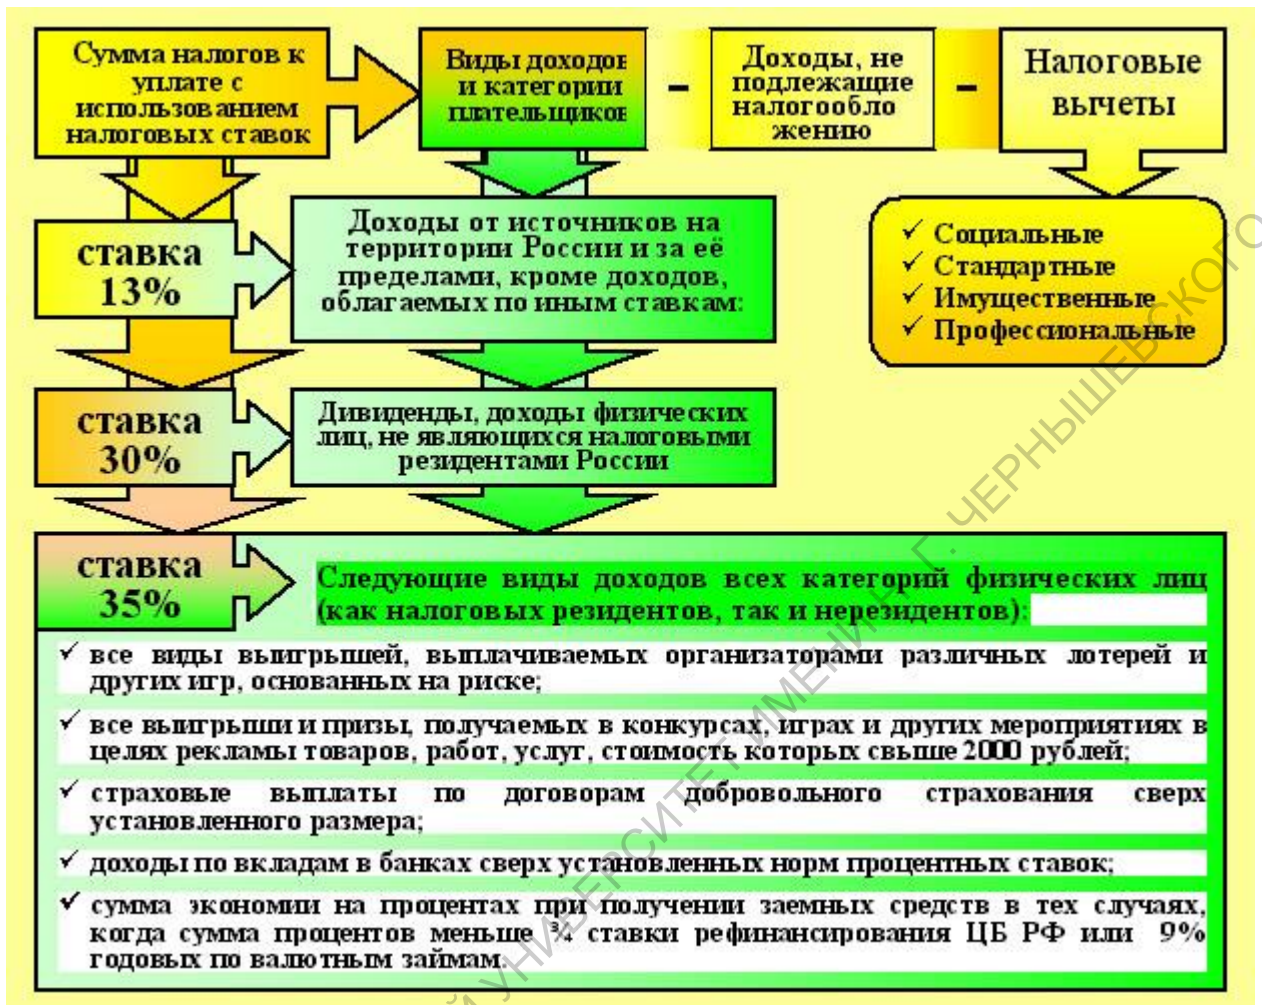 Сумма налогов к
уплате с
использованием
налоговых ставок
Виды доходов
и категории
плательщиков
–
Доходы, не
подлежащие
налогообло
жению
–
Налоговые
вычеты
ставка
13%
Доходы от источников на
территории России и за её
пределами, кроме доходов,
облагаемых по иным ставкам:
✓ Социальные
✓ Стандартные
✓ Имущественные
✓ Профессиональные
ставка
30%
Дивиденды, доходы физических
лиц, не являющихся налоговыми
резидентами России
ставка
35%
Следующие виды доходов всех категорий физических лиц
(как налоговых резидентов, так и нерезидентов):
✓ все виды выигрышей, выплачиваемых организаторами различных лотерей и
других игр, основанных на риске;
✓ все выигрыши и призы, получаемых в конкурсах, играх и других мероприятиях в
целях рекламы товаров, работ, услуг, стоимость которых свыше 2000 рублей;
✓ страховые выплаты по договорам добровольного страхования сверх
установленного размера;
✓ доходы по вкладам в банках сверх установленных норм процентных ставок;
✓ сумма экономии на процентах при получении заемных средств в тех случаях,
когда сумма процентов меньше ¾ ставки рефинансирования ЦБ РФ или 9%
годовых по валютным займам.
УНИВЕРСИТЕТ ИМЕНИ Н. Г. ЧЕРНЫШЕВСКОГО